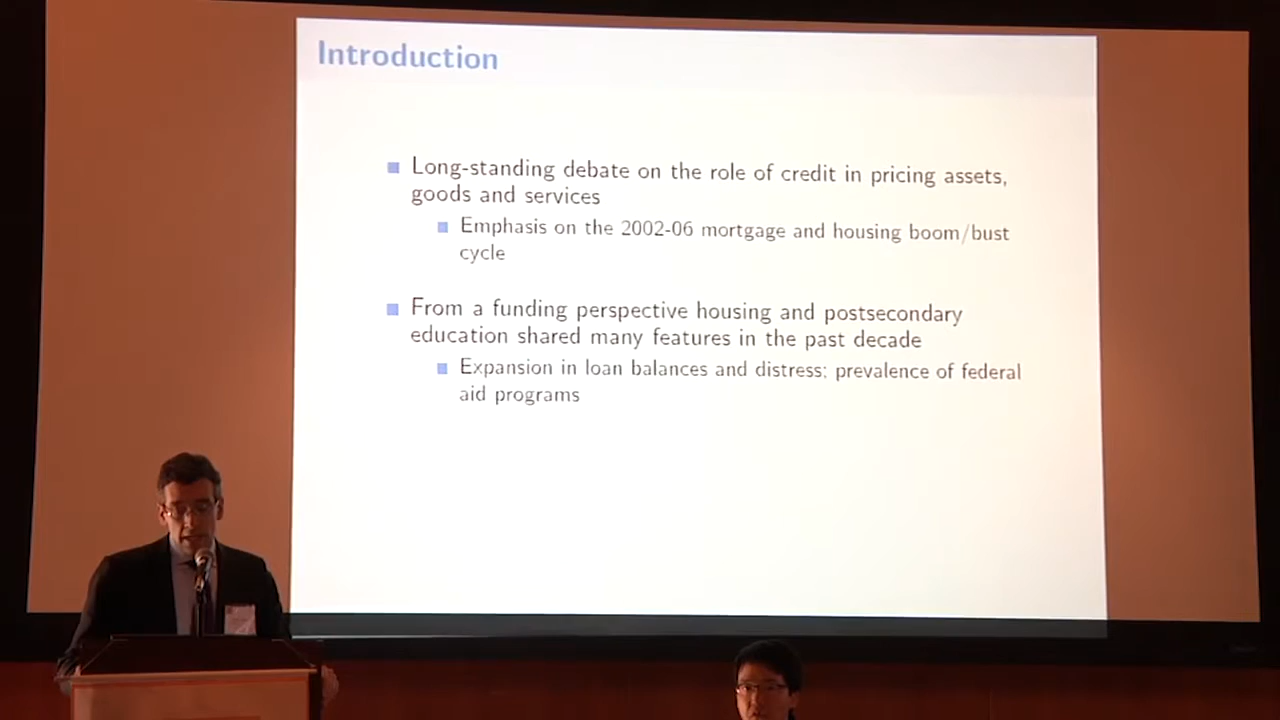 Introduction
Long-standing debate on the role of credit in pricing assets,
goods and services
Emphasis on the 2002-06 mortgage and housing boom/bust
cycle
From a funding perspective housing and postsecondary
education shared many features in the past decade
Expansion in loan balances and distress; prevalence of federal
aid programs